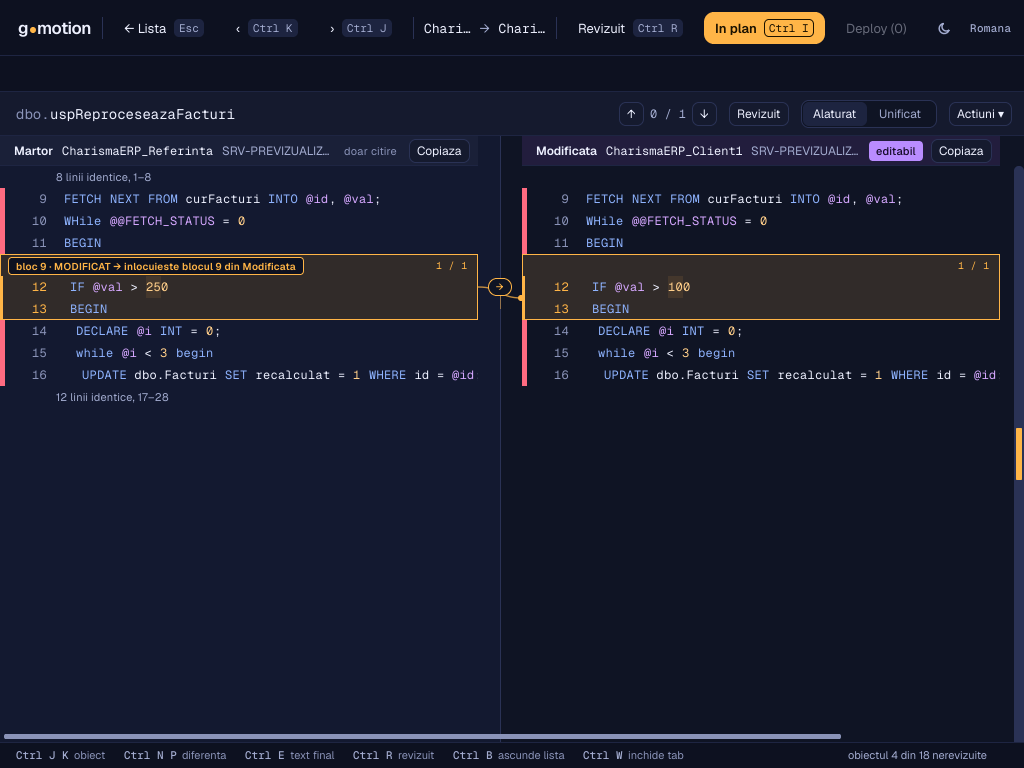 g•motion
← Lista Esc
‹ Ctrl K
› Ctrl J
Chari… → Chari…
Revizuit Ctrl R
In plan Ctrl I
Deploy (0)
Romana
dbo.uspReproceseazaFacturi
↑ 0 / 1 ↓
Revizuit
Alaturat Unificat
Actiuni ▾
Martor CharismaERP_Referinta SRV-PREVIZUALIZ… doar citire Copiaza
8 linii identice, 1–8
9 FETCH NEXT FROM curFacturi INTO @id, @val;
10 WHile @@FETCH_STATUS = 0
11 BEGIN
bloc 9 · MODIFICAT → inlocuieste blocul 9 din Modificata 1 / 1
12 IF @val > 250
13 BEGIN
14 DECLARE @i INT = 0;
15 while @i < 3 begin
16 UPDATE dbo.Facturi SET recalculat = 1 WHERE id = @id
12 linii identice, 17–28
→
Modificata CharismaERP_Client1 SRV-PREVIZUALIZ… editabil Copiaza
9 FETCH NEXT FROM curFacturi INTO @id, @val;
10 WHile @@FETCH_STATUS = 0
11 BEGIN
1 / 1
12 IF @val > 100
13 BEGIN
14 DECLARE @i INT = 0;
15 while @i < 3 begin
16 UPDATE dbo.Facturi SET recalculat = 1 WHERE id = @id
Ctrl J K obiect Ctrl N P diferenta Ctrl E text final Ctrl R revizuit Ctrl B ascunde lista Ctrl W inchide tab obiectul 4 din 18 nerevizuite